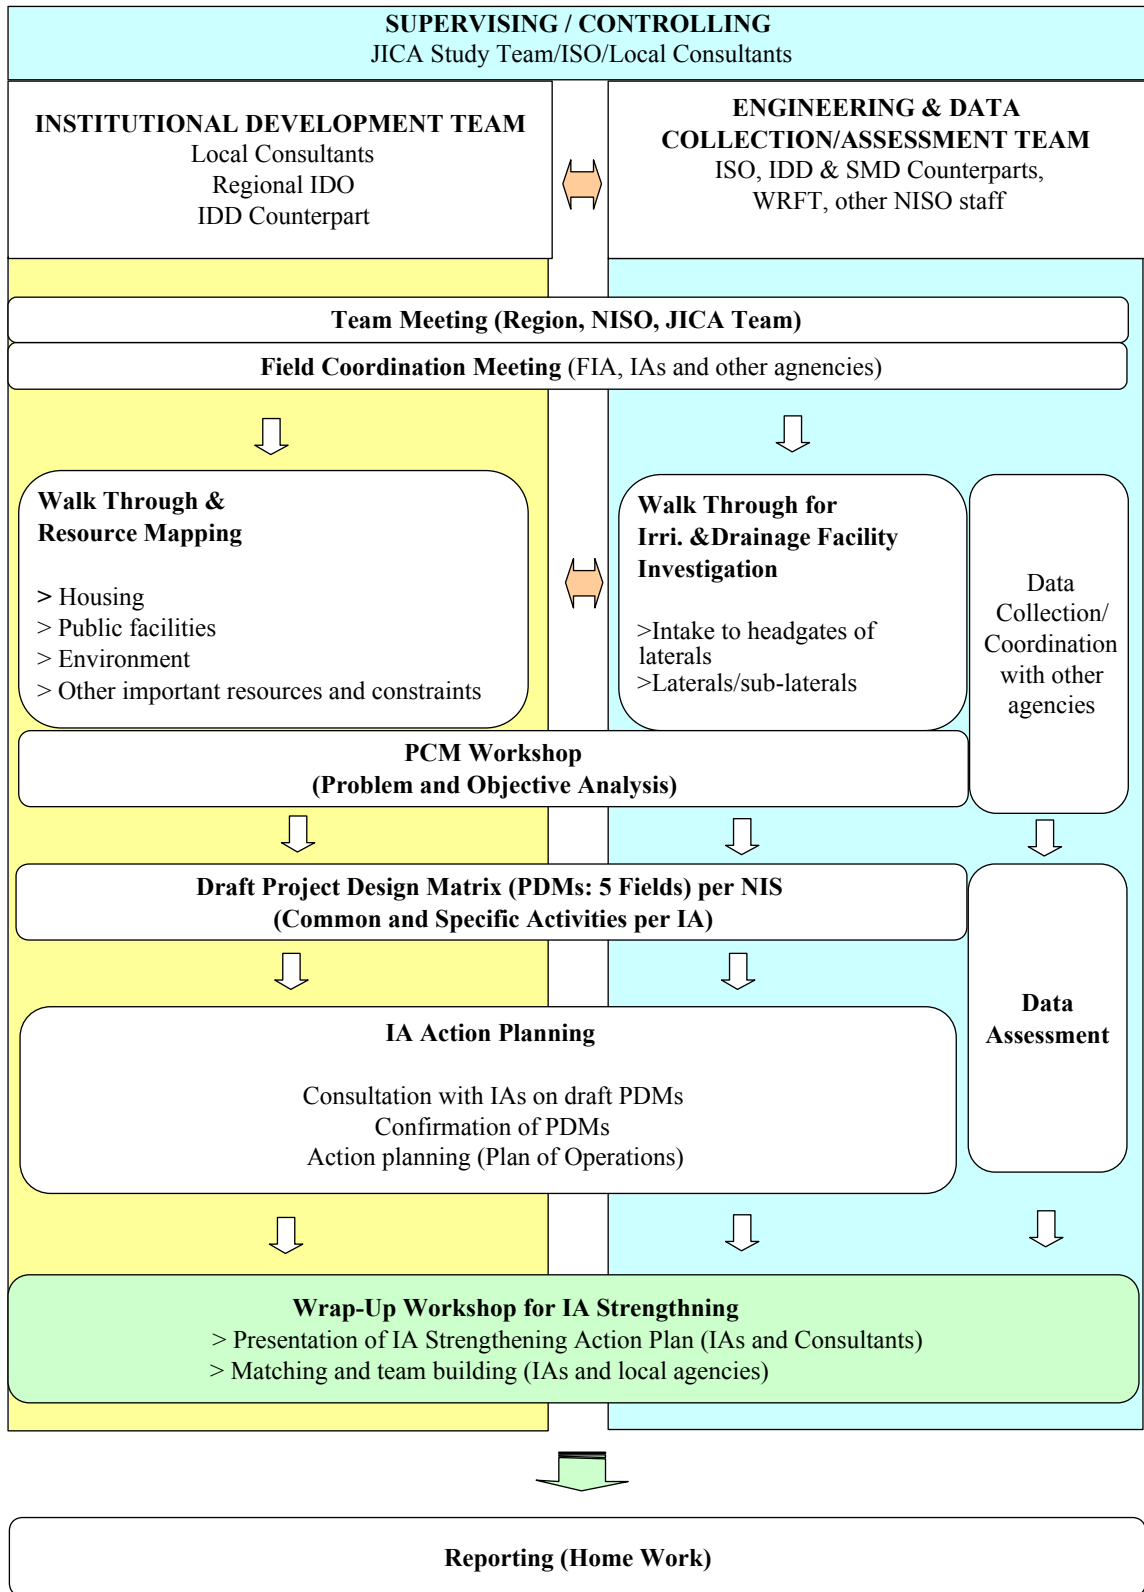 SUPERVISING / CONTROLLING
JICA Study Team/ISO/Local Consultants
INSTITUTIONAL DEVELOPMENT TEAM
Local Consultants
Regional IDO
IDD Counterpart
ENGINEERING & DATA
COLLECTION/ASSESSMENT TEAM
ISO, IDD & SMD Counterparts,
WRFT, other NISO staff
Team Meeting (Region, NISO, JICA Team)
Field Coordination Meeting (FIA, IAs and other agnencies)
Walk Through &
Resource Mapping
> Housing
> Public facilities
> Environment
> Other important resources and constraints
Walk Through for
Irri. &Drainage Facility
Investigation
>Intake to headgates of
laterals
>Laterals/sub-laterals
Data
Collection/
Coordination
with other
agencies
PCM Workshop
(Problem and Objective Analysis)
Draft Project Design Matrix (PDMs: 5 Fields) per NIS
(Common and Specific Activities per IA)
IA Action Planning
Consultation with IAs on draft PDMs
Confirmation of PDMs
Action planning (Plan of Operations)
Data
Assessment
Wrap-Up Workshop for IA Strengthning
> Presentation of IA Strengthening Action Plan (IAs and Consultants)
> Matching and team building (IAs and local agencies)
Reporting (Home Work)